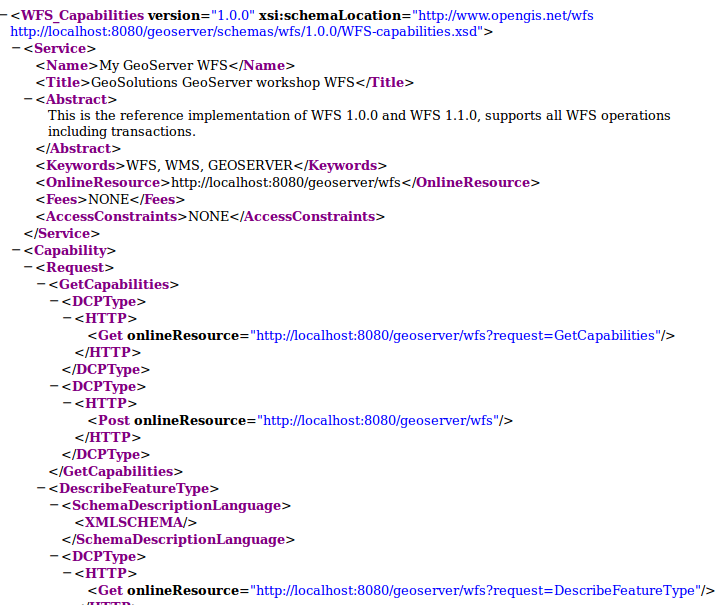 −<WFS_Capabilities version="1.0.0" xsi:schemaLocation="http://www.opengis.net/wfs
http://localhost:8080/geoserver/schemas/wfs/1.0.0/WFS-capabilities.xsd">
−<Service>
<Name>My GeoServer WFS</Name>
<Title>GeoSolutions GeoServer workshop WFS</Title>
−<Abstract>
This is the reference implementation of WFS 1.0.0 and WFS 1.1.0, supports all WFS operations
including transactions.
</Abstract>
<Keywords>WFS, WMS, GEOSERVER</Keywords>
<OnlineResource>http://localhost:8080/geoserver/wfs</OnlineResource>
<Fees>NONE</Fees>
<AccessConstraints>NONE</AccessConstraints>
</Service>
−<Capability>
−<Request>
−<GetCapabilities>
−<DCPType>
−<HTTP>
<Get onlineResource="http://localhost:8080/geoserver/wfs?request=GetCapabilities"/>
</HTTP>
</DCPType>
−<DCPType>
−<HTTP>
<Post onlineResource="http://localhost:8080/geoserver/wfs"/>
</HTTP>
</DCPType>
</GetCapabilities>
−<DescribeFeatureType>
−<SchemaDescriptionLanguage>
<XMLSCHEMA/>
</SchemaDescriptionLanguage>
−<DCPType>
−<HTTP>
<Get onlineResource="http://localhost:8080/geoserver/wfs?request=DescribeFeatureType"/>
</HTTP>